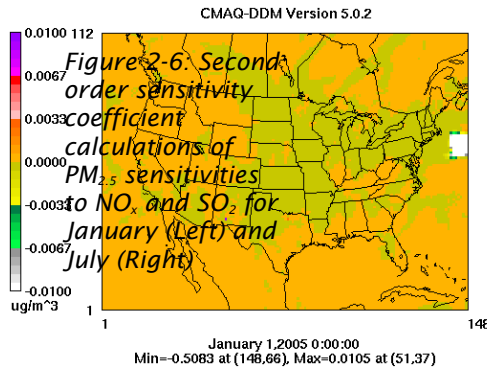 CMAQ-DDM Version 5.0.2
0.0100
0.0067
0.0033
0.0000
-0.0033
-0.0067
-0.0100
ug/m^3
112
1
1
148
Figure 2-6: Second-
order sensitivity
coefficient
calculations of
PM2.5 sensitivities
to NOx and SO2 for
January (Left) and
July (Right)
January 1,2005 0:00:00
Min=-0.5083 at (148,66), Max=0.0105 at (51,37)